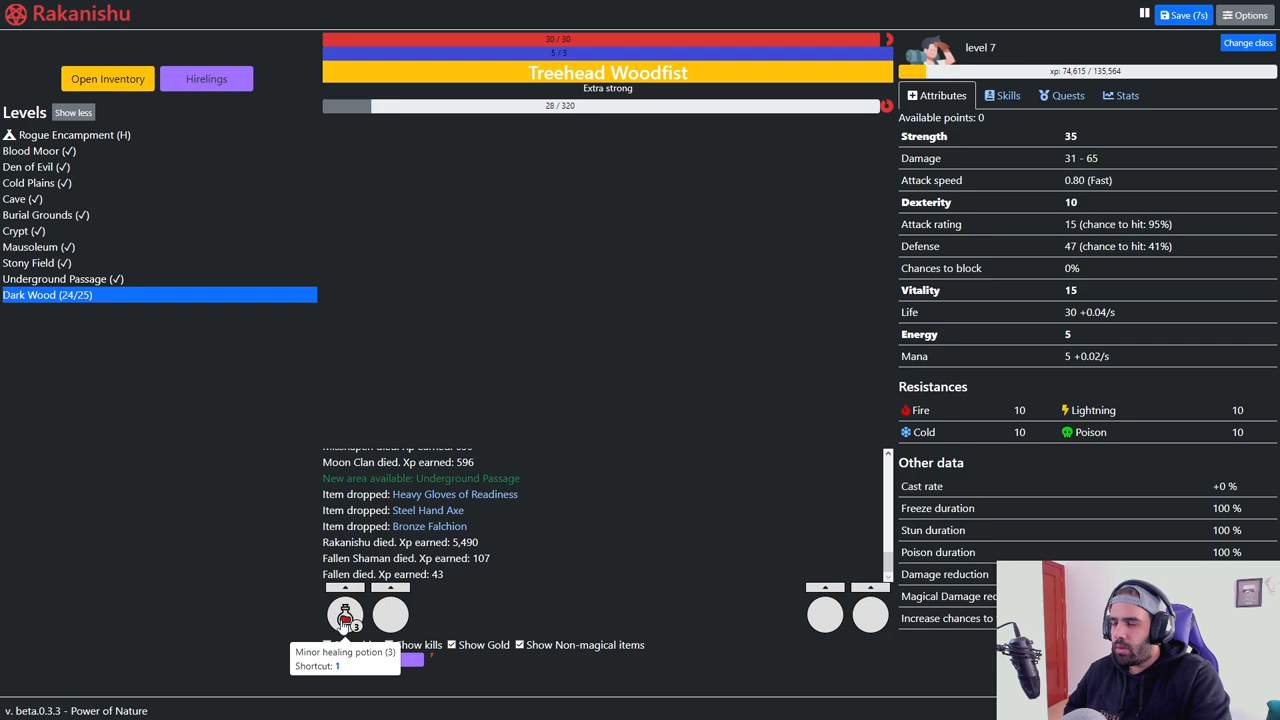 Rakanishu
Save (7s)
Options
Open Inventory
Hirelings
Levels
Show less
Rogue Encampment (H)
Blood Moor (✓)
Den of Evil (✓)
Cold Plains (✓)
Cave (✓)
Burial Grounds (✓)
Crypt (✓)
Mausoleum (✓)
Stony Field (✓)
Underground Passage (✓)
Dark Wood (24/25)
30 / 30
5 / 5
Treehead Woodfist
Extra strong
28 / 320
Moon Clan died. Xp earned: 596
New area available: Underground Passage
Item dropped: Heavy Gloves of Readiness
Item dropped: Steel Hand Axe
Item dropped: Bronze Falchion
Rakanishu died. Xp earned: 5,490
Fallen Shaman died. Xp earned: 107
Fallen died. Xp earned: 43
3
Show kills
Show Gold
Show Non-magical items
Minor healing potion (3)
Shortcut: 1
level 7
Change class
xp: 74,615 / 135,564
Attributes
Skills
Quests
Stats
Available points: 0
Strength 35
Damage 31 - 65
Attack speed 0.80 (Fast)
Dexterity 10
Attack rating 15 (chance to hit: 95%)
Defense 47 (chance to hit: 41%)
Chances to block 0%
Vitality 15
Life 30 +0.04/s
Energy 5
Mana 5 +0.02/s
Resistances
Fire 10 Lightning 10
Cold 10 Poison 10
Other data
Cast rate +0 %
Freeze duration 100 %
Stun duration 100 %
Poison duration 100 %
Damage reduction
Magical Damage
Increase chances to
v. beta.0.3.3 - Power of Nature